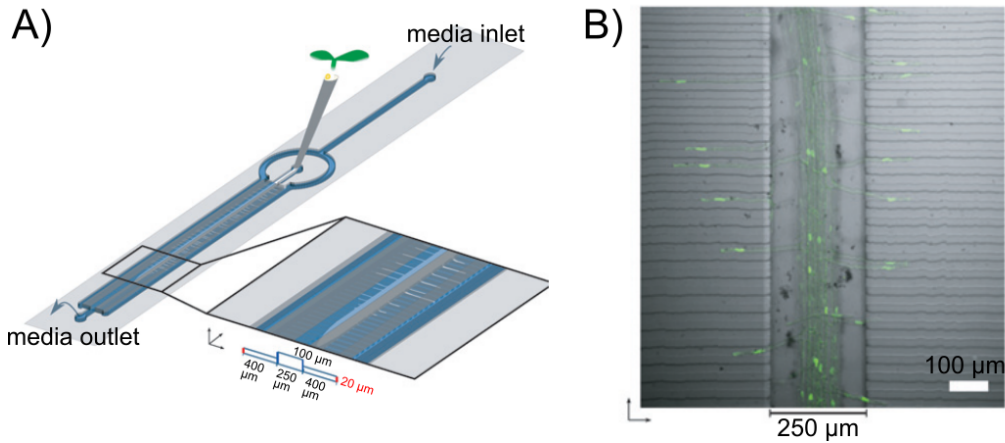 A)
media inlet
media outlet
100 µm
400
µm
250
µm
400
µm
20 µm
B)
100 µm
250 µm